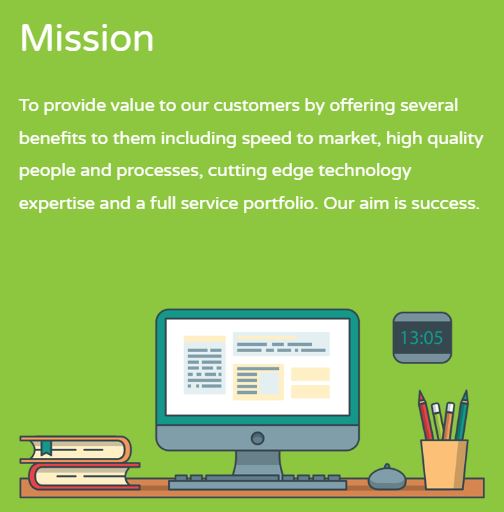 Mission
To provide value to our customers by offering several
benefits to them including speed to market, high quality
people and processes, cutting edge technology
expertise and a full service portfolio. Our aim is success.
13:05